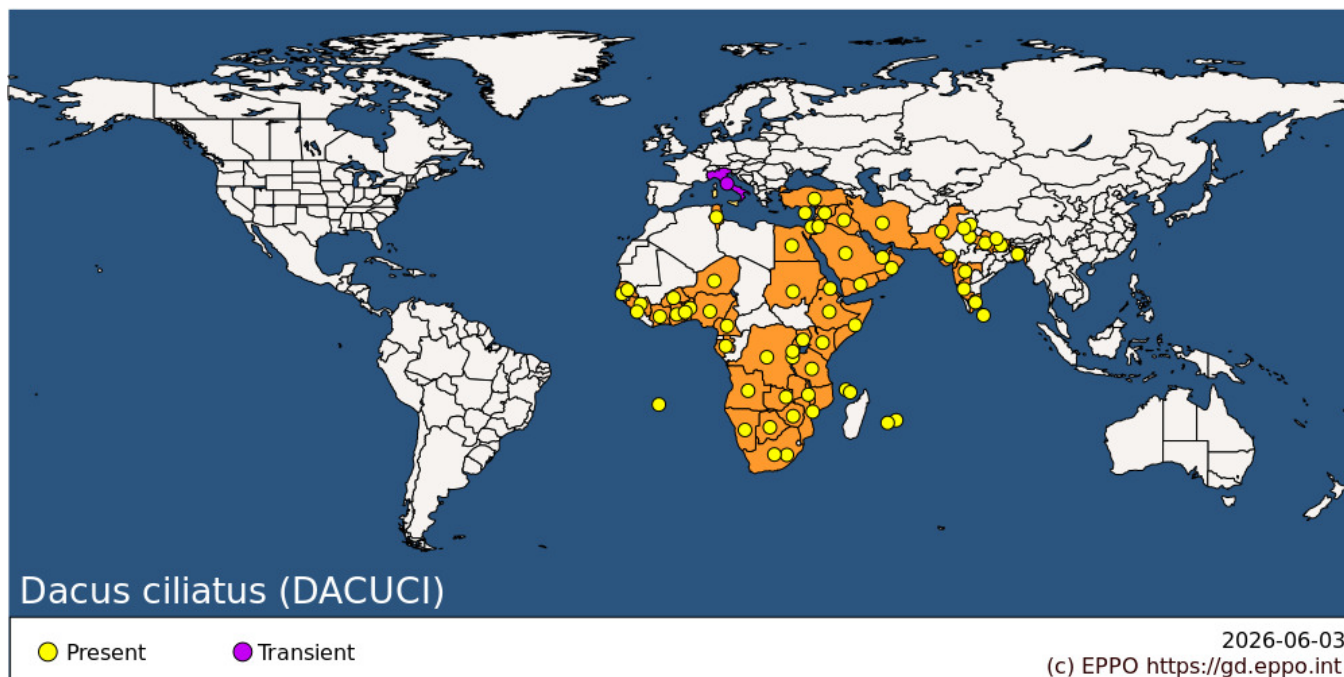 Dacus ciliatus (DACUCI)
Present
Transient
2026-06-03
(c) EPPO https://gd.eppo.int